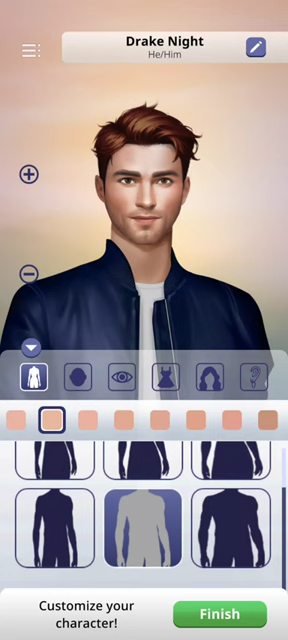 Drake Night
He/Him
Customize your
character!
Finish